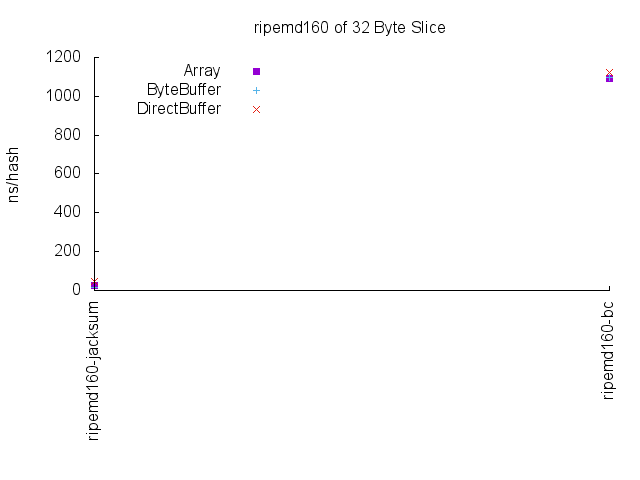 ripemd160 of 32 Byte Slice
1200
1000
800
600
400
200
0
ns/hash
Array
ByteBuffer
DirectBuffer
ripemd160-jacksum
ripemd160-bc